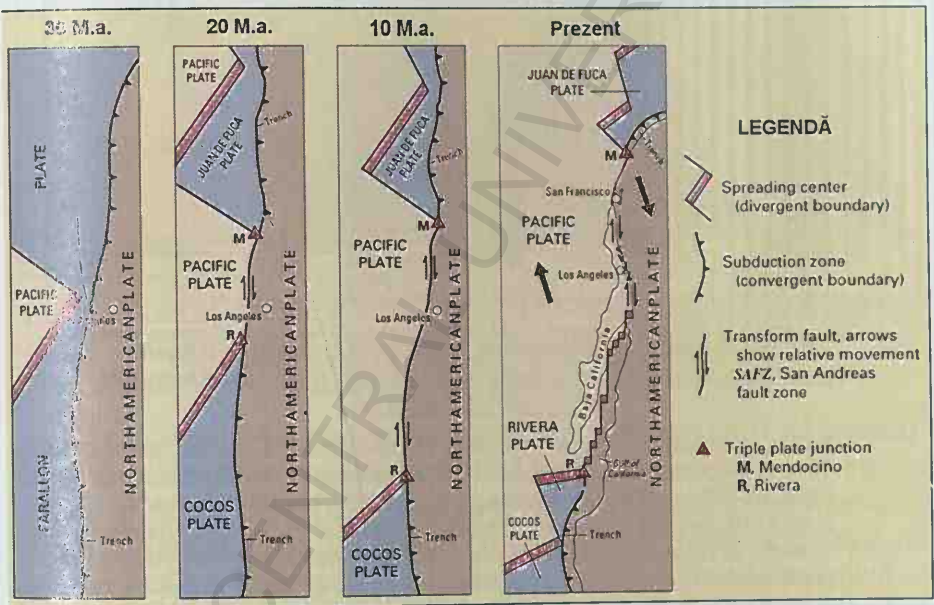 30 M.a.
20 M.a.
10 M.a.
Prezent
PLATE
PACIFIC
PLATE
FARALLON
NORTHAMERICANPLATE
PACIFIC
PLATE
JUAN DE FUCA
PLATE
Trench
M
PACIFIC
PLATE
Los Angeles
R
NORTHAMERICANPLATE
COCOS
PLATE
Trench
JUAN DE FUCA
PLATE
Trench
M
PACIFIC
PLATE
Los Angeles
R
NORTHAMERICANPLATE
COCOS
PLATE
Trench
JUAN DE FUCA
PLATE
M
Trench
San Francisco
PACIFIC
PLATE
Los Angeles
Baja California
NORTHAMERICANPLATE
RIVERA
PLATE
R
Gulf of
California
COCOS
PLATE
Trench
LEGENDĂ
Spreading center
(divergent boundary)
Subduction zone
(convergent boundary)
Transform fault, arrows
show relative movement
SAFZ, San Andreas
fault zone
Triple plate junction
M, Mendocino
R, Rivera
CENTRAL UNIVER